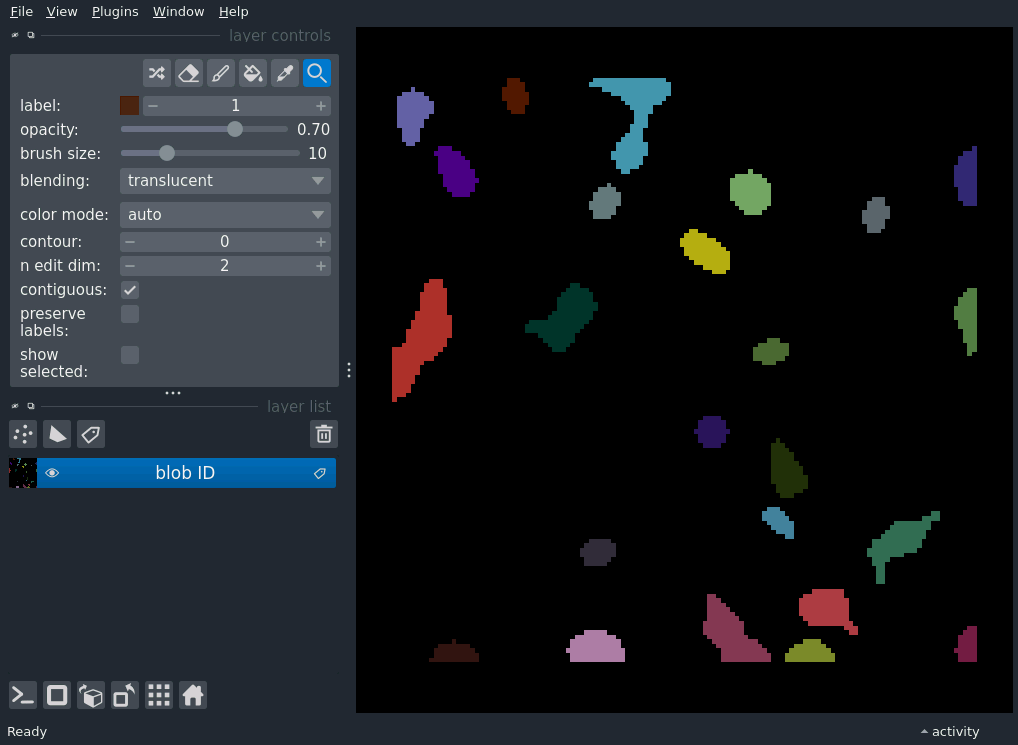 File View Plugins Window Help
layer controls
label: 1
opacity: 0.70
brush size: 10
blending: translucent
color mode: auto
contour: 0
n edit dim: 2
contiguous:
preserve
labels:
show
selected:
layer list
blob ID
Ready
activity